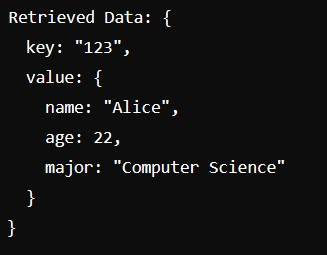 Retrieved Data: {
  key: "123",
  value: {
    name: "Alice",
    age: 22,
    major: "Computer Science"
  }
}